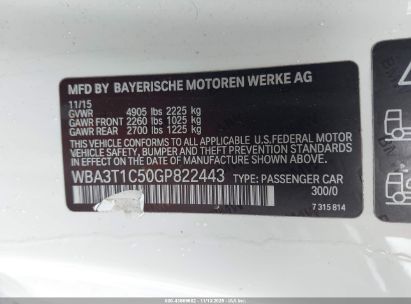 MFD BY BAYERISCHE MOTOREN WERKE AG
11/15
GVWR 4905 lbs 2225 kg
GAWR FRONT 2260 lbs 1025 kg
GAWR REAR 2700 lbs 1225 kg
THIS VEHICLE CONFORMS TO ALL APPLICABLE U.S. FEDERAL MOTOR
VEHICLE SAFETY, BUMPER, AND THEFT PREVENTION STANDARDS
IN EFFECT ON THE DATE OF MANUFACTURE SHOWN ABOVE.
WBA3T1C50GP822443 TYPE: PASSENGER CAR
300/0
7 315 814